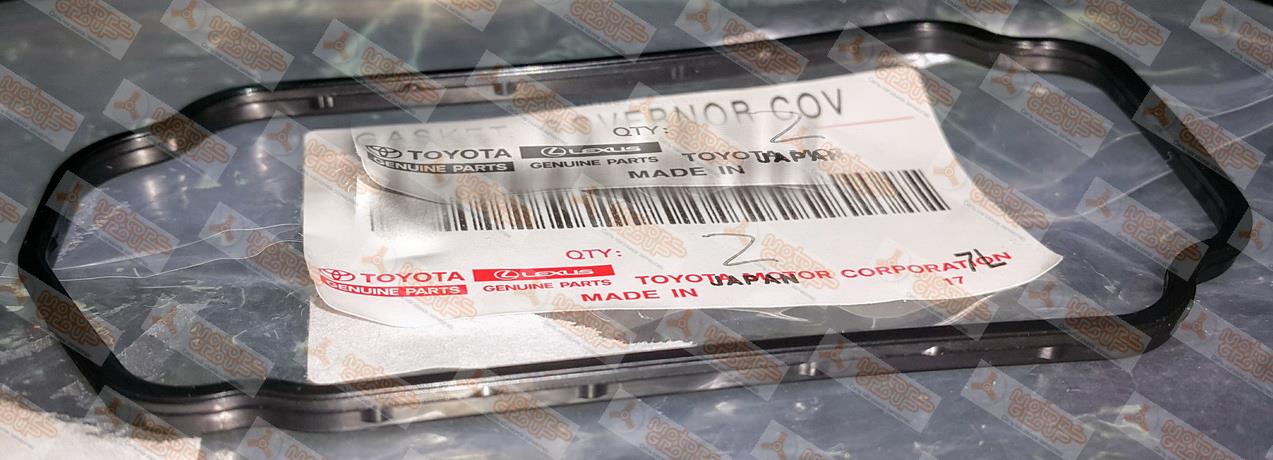 GASKET, GOVERNOR COV
QTY: 2
TOYOTA LEXUS TOYOTA
GENUINE PARTS GENUINE PARTS MADE IN JAPAN
QTY: 2
TOYOTA LEXUS TOYOTA MOTOR CORPORATION 72
GENUINE PARTS GENUINE PARTS MADE IN JAPAN 17